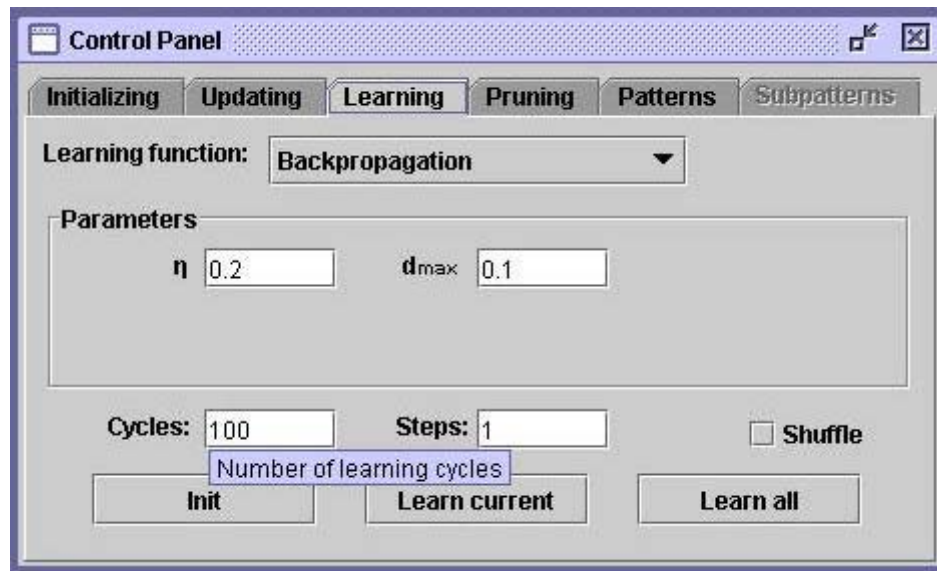 Control Panel
Initializing Updating Learning Pruning Patterns Subpatterns
Learning function: Backpropagation
Parameters
η 0.2 dmax 0.1
Cycles: 100 Steps: 1 Shuffle
Number of learning cycles
Init Learn current Learn all